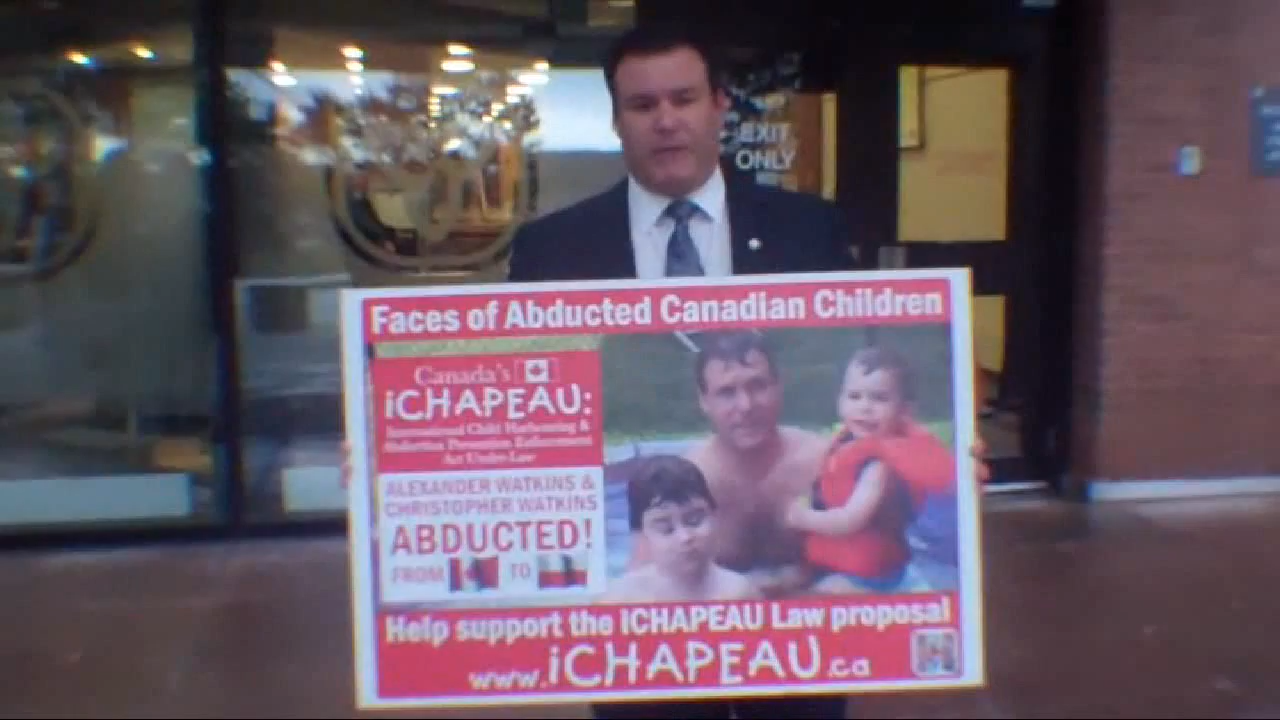 EXIT
ONLY
Faces of Abducted Canadian Children
Canada's
iCHAPEAU:
International Child Harbouring &
Abduction Prevention Enforcement
Act Under-Law
ALEXANDER WATKINS &
CHRISTOPHER WATKINS
ABDUCTED!
FROM TO
Help support the iCHAPEAU Law proposal
www.iCHAPEAU.ca